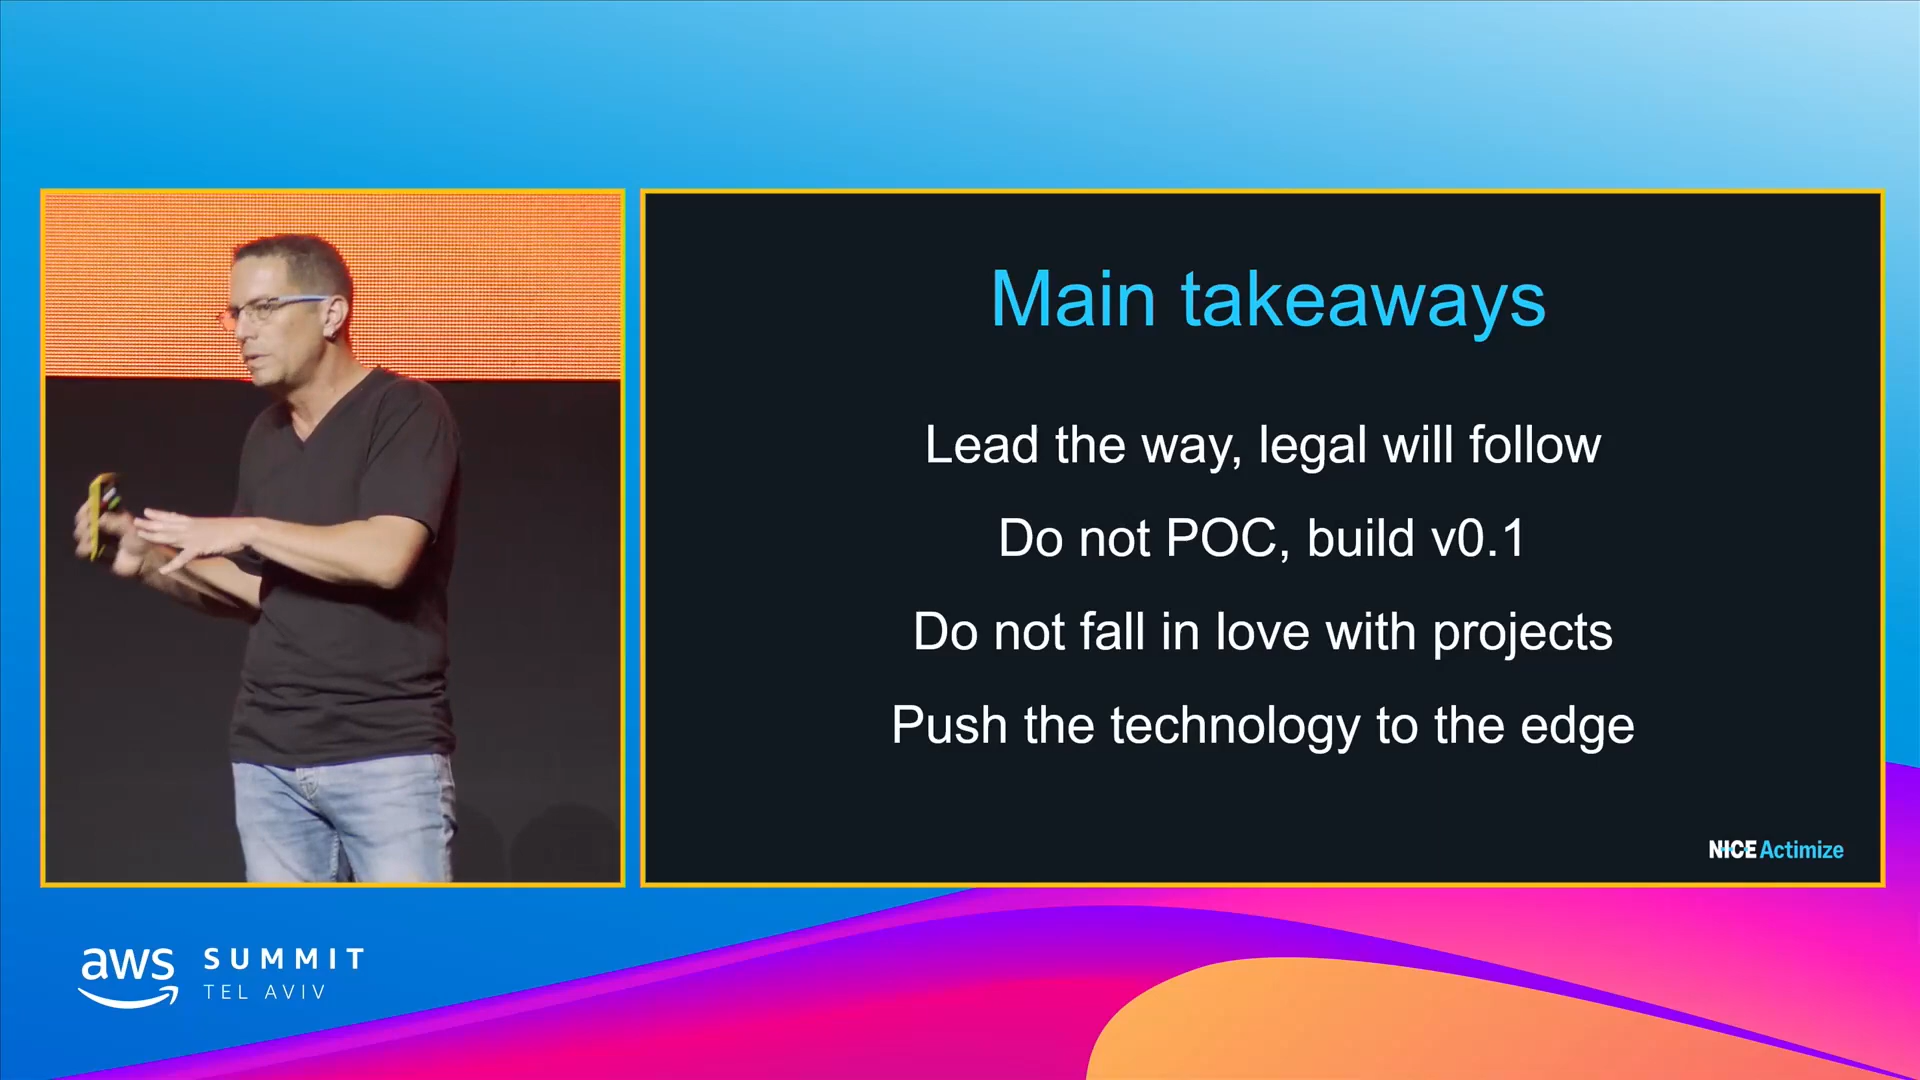 Main takeaways
Lead the way, legal will follow
Do not POC, build v0.1
Do not fall in love with projects
Push the technology to the edge
NICE Actimize
aws SUMMIT
TEL AVIV